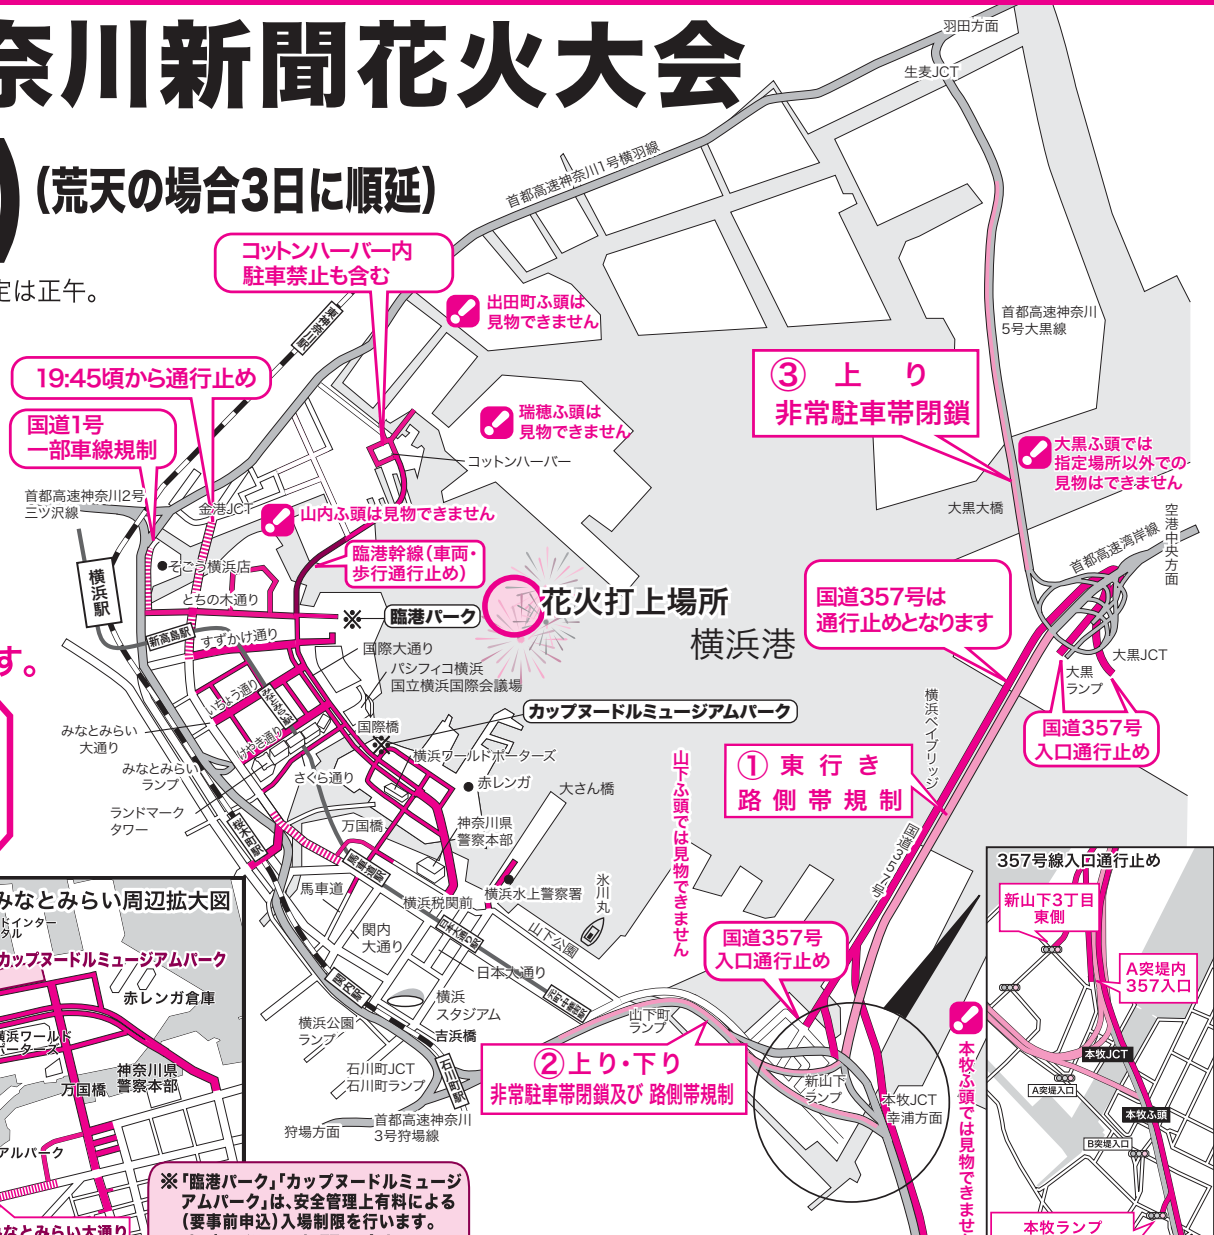 奈川新聞花火大会
(荒天の場合3日に順延)
定は正午。
す。
羽田方面
生麦JCT
首都高速神奈川1号横羽線
コットンハーバー内
駐車禁止も含む
出田町ふ頭は
見物できません
東神奈川駅
首都高速神奈川
5号大黒線
19:45頃から通行止め
国道1号
一部車線規制
③ 上 り
非常駐車帯閉鎖
瑞穂ふ頭は
見物できません
コットンハーバー
大黒ふ頭では
指定場所以外での
見物はできません
首都高速神奈川2号
三ツ沢線
金港JCT
山内ふ頭は見物できません
大黒大橋
空港中央方面
首都高速湾岸線
臨港幹線(車両・
歩行通行止め)
そごう横浜店
横浜駅
とちの木通り
※
臨港パーク
花火打上場所
横浜港
国道357号は
通行止めとなります
新高島駅
すずかけ通り
国際大通り
パシフィコ横浜
国立横浜国際会議場
大黒JCT
大黒
ランプ
いちょう通り
みなとみらい駅
けやき通り
国際橋
※
カップヌードルミュージアムパーク
横浜ベイブリッジ
国道357号
入口通行止め
みなとみらい
大通り
みなとみらい
ランプ
さくら通り
横浜ワールドポーターズ
赤レンガ
大さん橋
山下ふ頭では見物できません
① 東行き
路側帯規制
ランドマーク
タワー
桜木町駅
万国橋
神奈川県
警察本部
国道357号
馬車道駅
馬車道
横浜税関前
横浜水上警察署
氷川丸
関内
大通り
日本大通り駅
山下公園
日本大通り
国道357号
入口通行止め
関内駅
横浜
スタジアム
元町・中華街駅
山下町
ランプ
横浜公園
ランプ
吉浜橋
石川町JCT
石川町ランプ
石川町駅
②上り・下り
非常駐車帯閉鎖及び 路側帯規制
新山下
ランプ
本牧JCT
幸浦方面
狩場方面
首都高速神奈川
3号狩場線
本牧ふ頭では見物できませ
357号線入口通行止め
新山下3丁目
東側
A突堤内
357入口
本牧JCT
A突堤入口
本牧ふ頭
B突堤入口
本牧ランプ
みなとみらい周辺拡大図
ドインター
タル
カップヌードルミュージアムパーク
赤レンガ倉庫
横浜ワールド
ポーターズ
万国橋
神奈川県
警察本部
アルパーク
なとみらい大通り
※「臨港パーク」「カップヌードルミュージ
アムパーク」は、安全管理上有料による
(要事前申込)入場制限を行います。